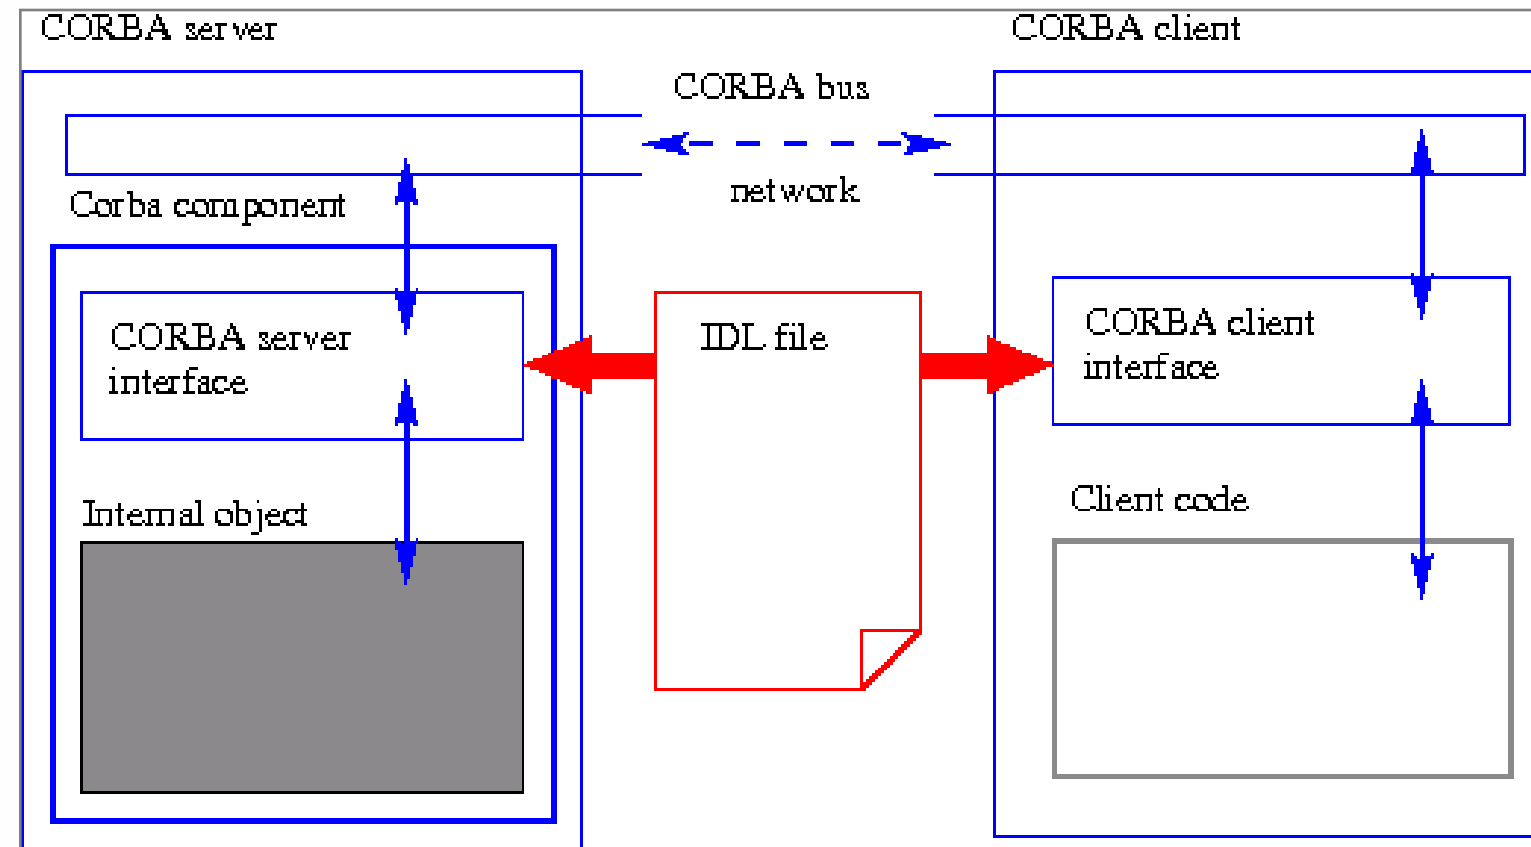 CORBA server
CORBA client
CORBA bus
network
Corba component
CORBA server
interface
IDL file
CORBA client
interface
Internal object
Client code